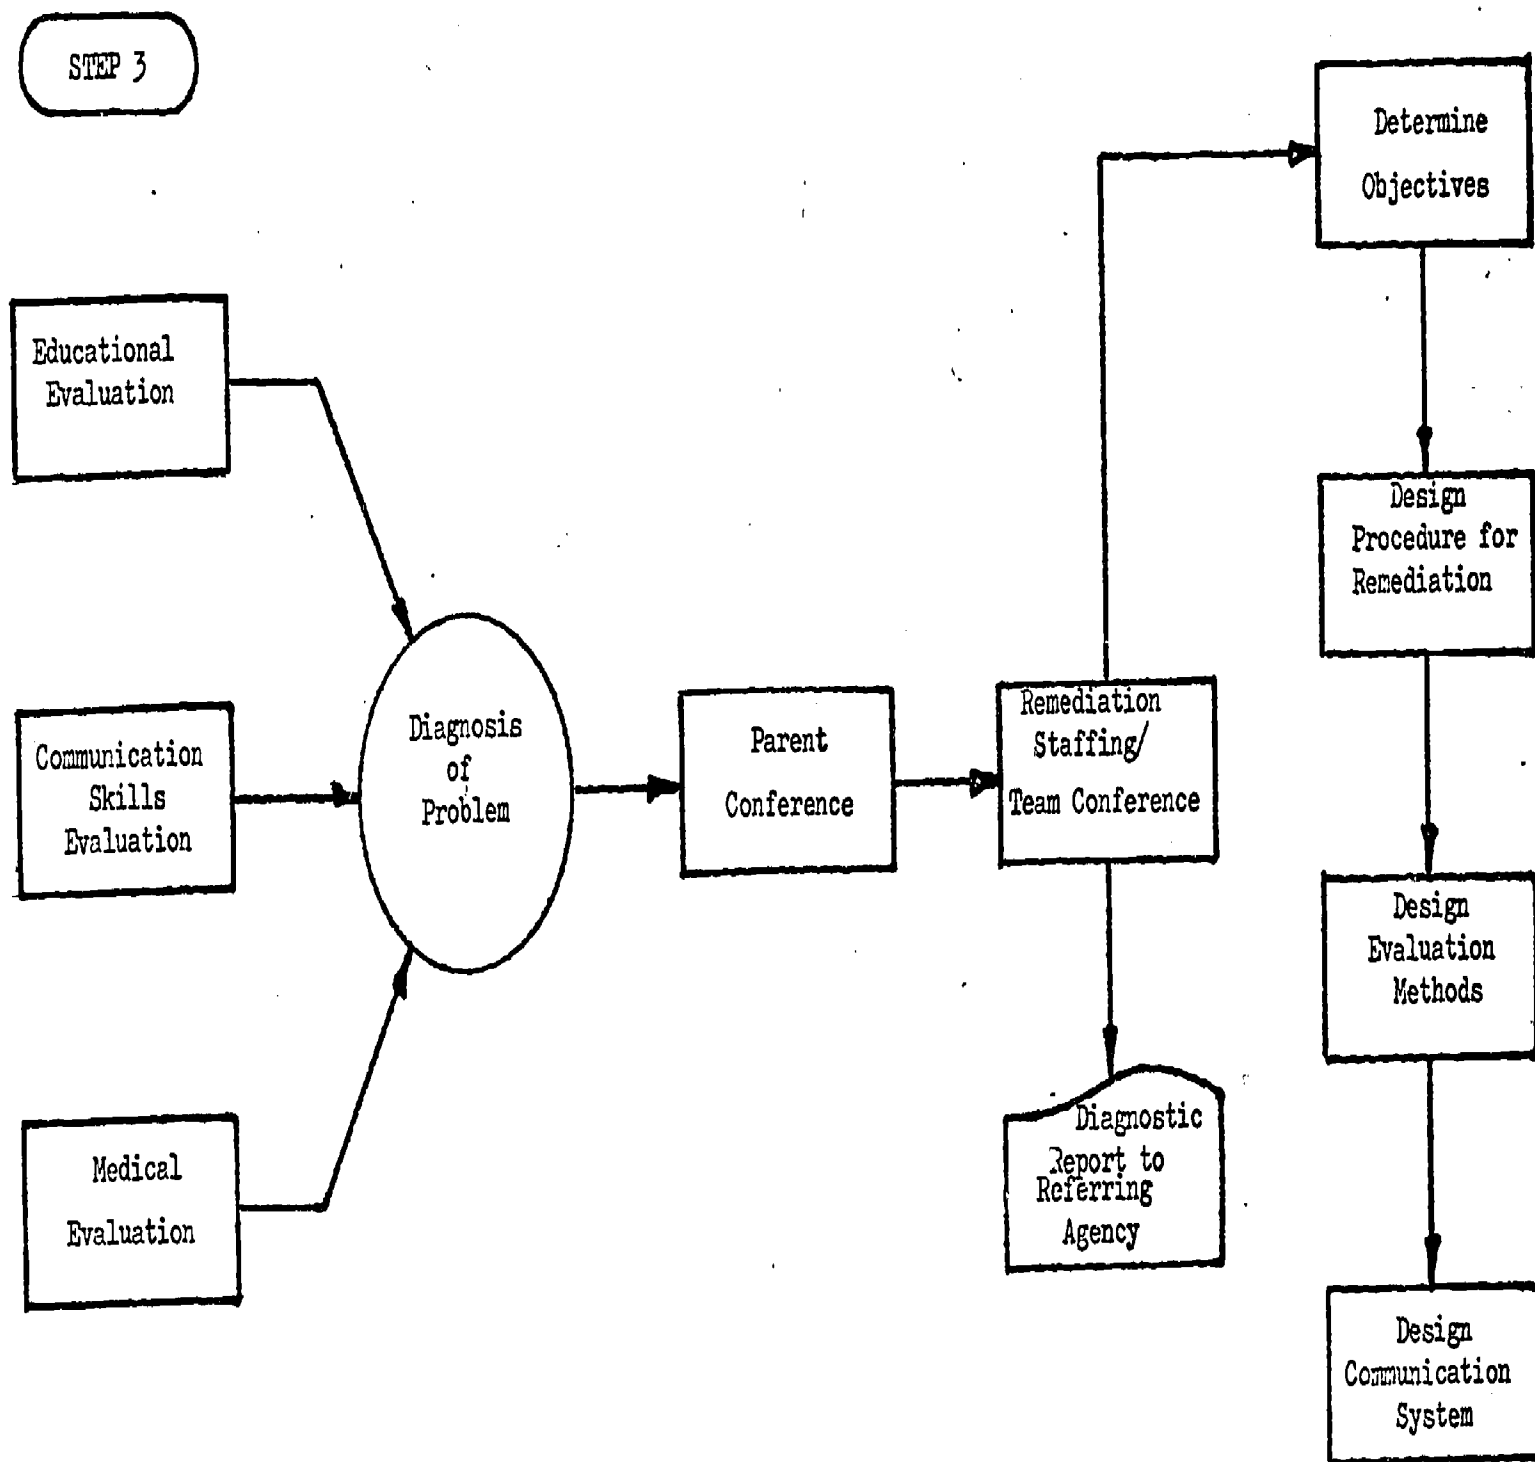 STEP 3
Educational
Evaluation
Communication
Skills
Evaluation
Medical
Evaluation
Diagnosis
of
Problem
Parent
Conference
Remediation
Staffing/
Team Conference
Diagnostic
Report to
Referring
Agency
Determine
Objectives
Design
Procedure for
Remediation
Design
Evaluation
Methods
Design
Communication
System